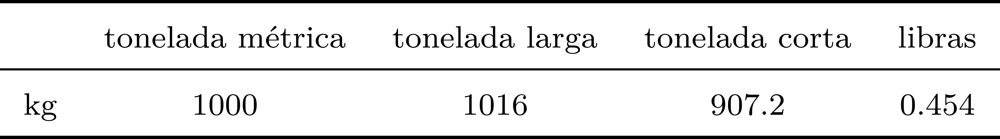 tonelada métrica tonelada larga tonelada corta libras
kg 1000 1016 907.2 0.454